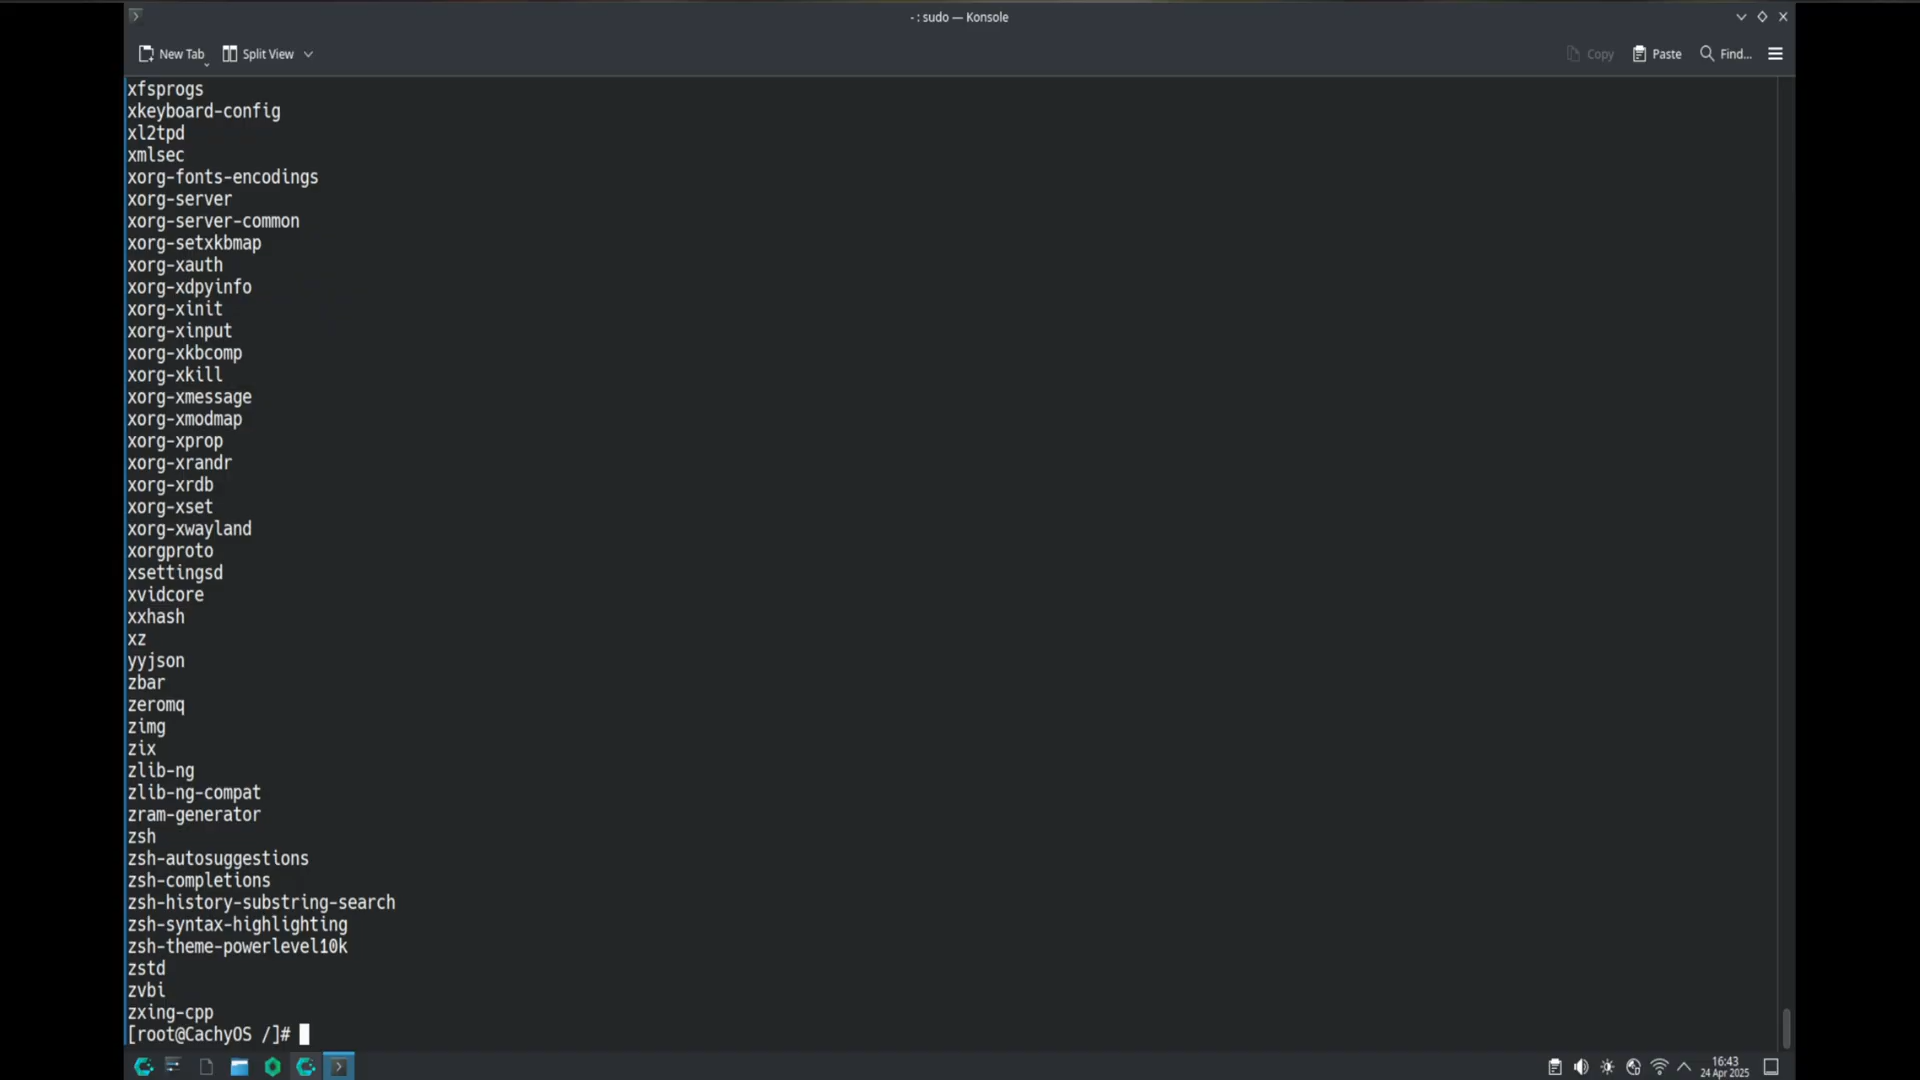 - : sudo — Konsole
New Tab Split View Copy Paste Find...
xfsprogs
xkeyboard-config
xl2tpd
xmlsec
xorg-fonts-encodings
xorg-server
xorg-server-common
xorg-setxkbmap
xorg-xauth
xorg-xdpyinfo
xorg-xinit
xorg-xinput
xorg-xkbcomp
xorg-xkill
xorg-xmessage
xorg-xmodmap
xorg-xprop
xorg-xrandr
xorg-xrdb
xorg-xset
xorg-xwayland
xorgproto
xsettingsd
xvidcore
xxhash
xz
yyjson
zbar
zeromq
zimg
zix
zlib-ng
zlib-ng-compat
zram-generator
zsh
zsh-autosuggestions
zsh-completions
zsh-history-substring-search
zsh-syntax-highlighting
zsh-theme-powerlevel10k
zstd
zvbi
zxing-cpp
[root@CachyOS /]#
16:43
24 Apr 2025